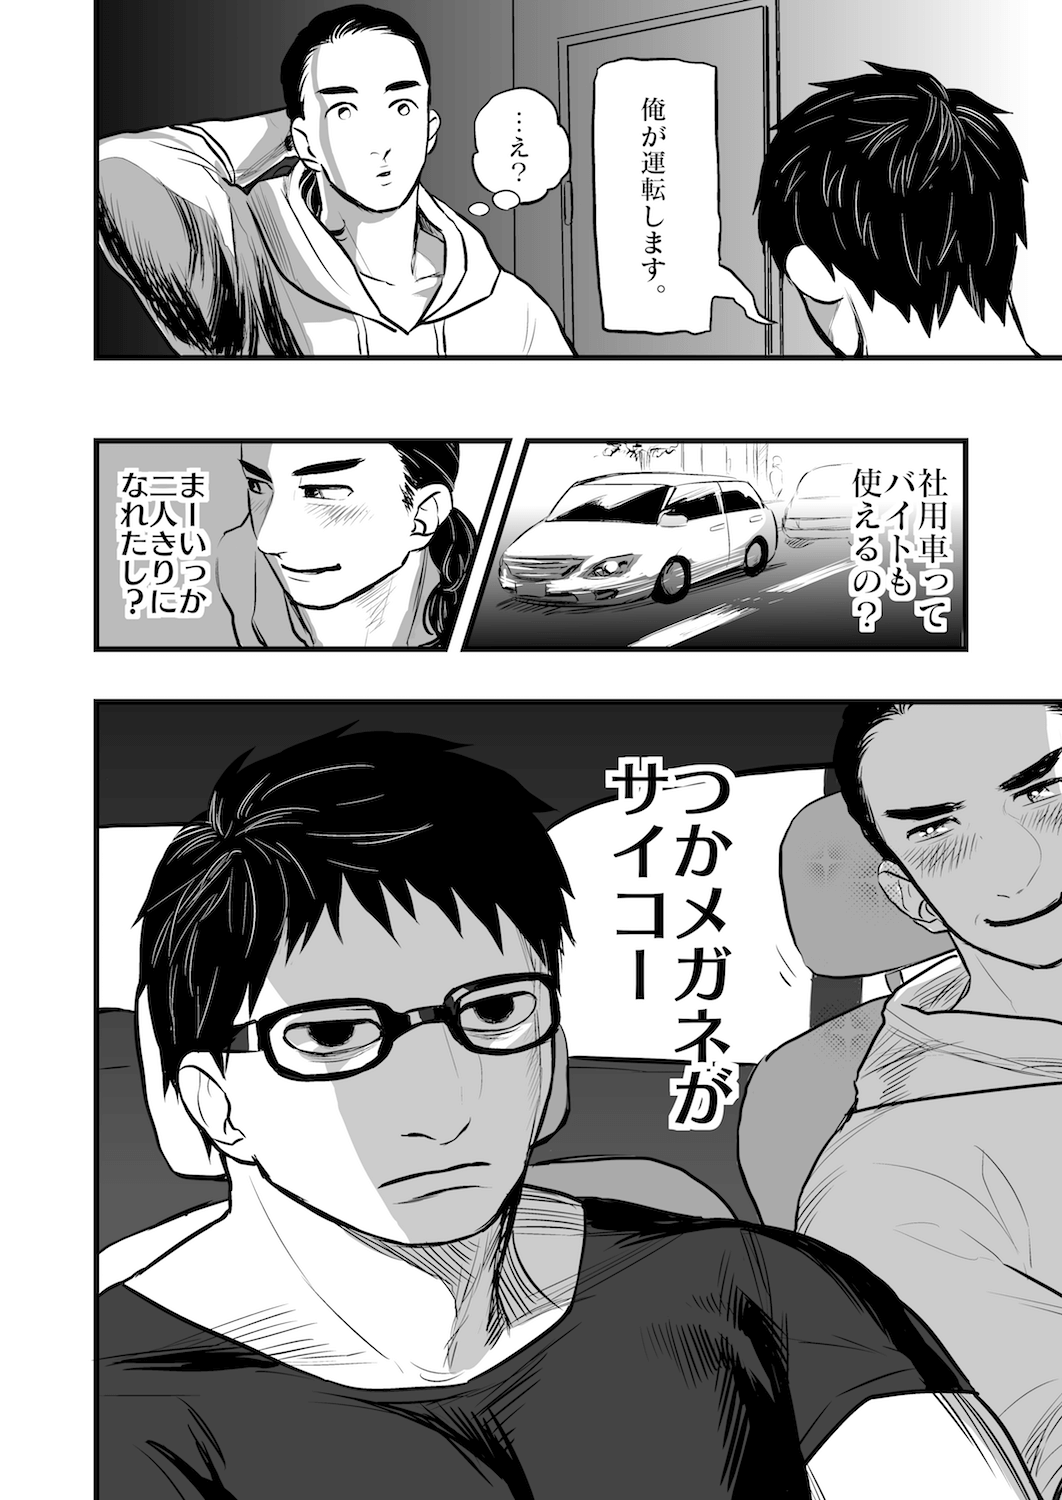 俺が運転します。
…え?
社用車って
バイトも
使えるの?
まーいっか
二人きりに
なれたし?
つかメガネが
サイコー